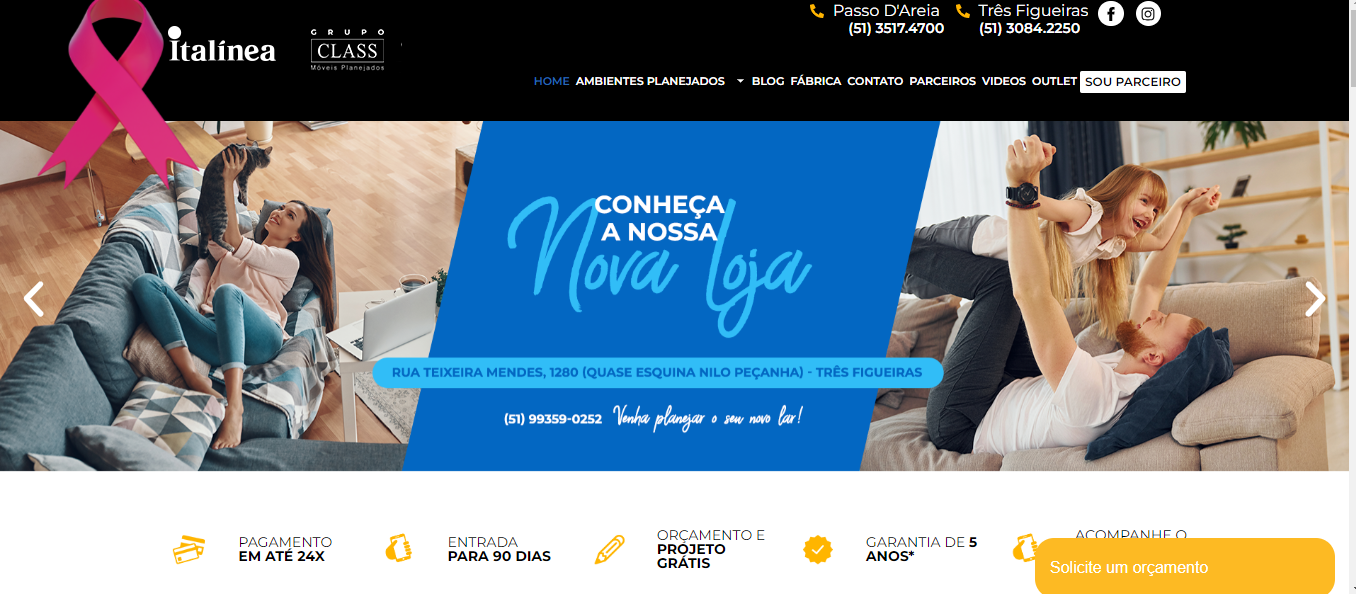 Passo D'Areia
(51) 3517.4700
Três Figueiras
(51) 3084.2250
Italínea
GRUPO
CLASS
Móveis Planejados
HOME AMBIENTES PLANEJADOS BLOG FÁBRICA CONTATO PARCEIROS VIDEOS OUTLET SOU PARCEIRO
CONHEÇA
A NOSSA
Nova Loja
RUA TEIXEIRA MENDES, 1280 (QUASE ESQUINA NILO PEÇANHA) - TRÊS FIGUEIRAS
(51) 99359-0252 Venha planejar o seu novo lar!
PAGAMENTO
EM ATÉ 24X
ENTRADA
PARA 90 DIAS
ORÇAMENTO E
PROJETO
GRÁTIS
GARANTIA DE 5
ANOS*
ACOMPANHE O
Solicite um orçamento